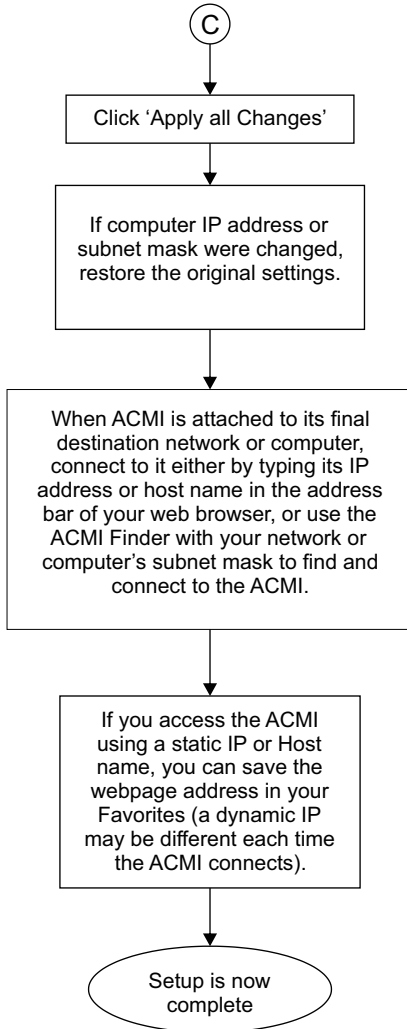 C
Click ‘Apply all Changes’
If computer IP address or
subnet mask were changed,
restore the original settings.
When ACMI is attached to its final
destination network or computer,
connect to it either by typing its IP
address or host name in the address
bar of your web browser, or use the
ACMI Finder with your network or
computer’s subnet mask to find and
connect to the ACMI.
If you access the ACMI
using a static IP or Host
name, you can save the
webpage address in your
Favorites (a dynamic IP
may be different each time
the ACMI connects).
Setup is now
complete